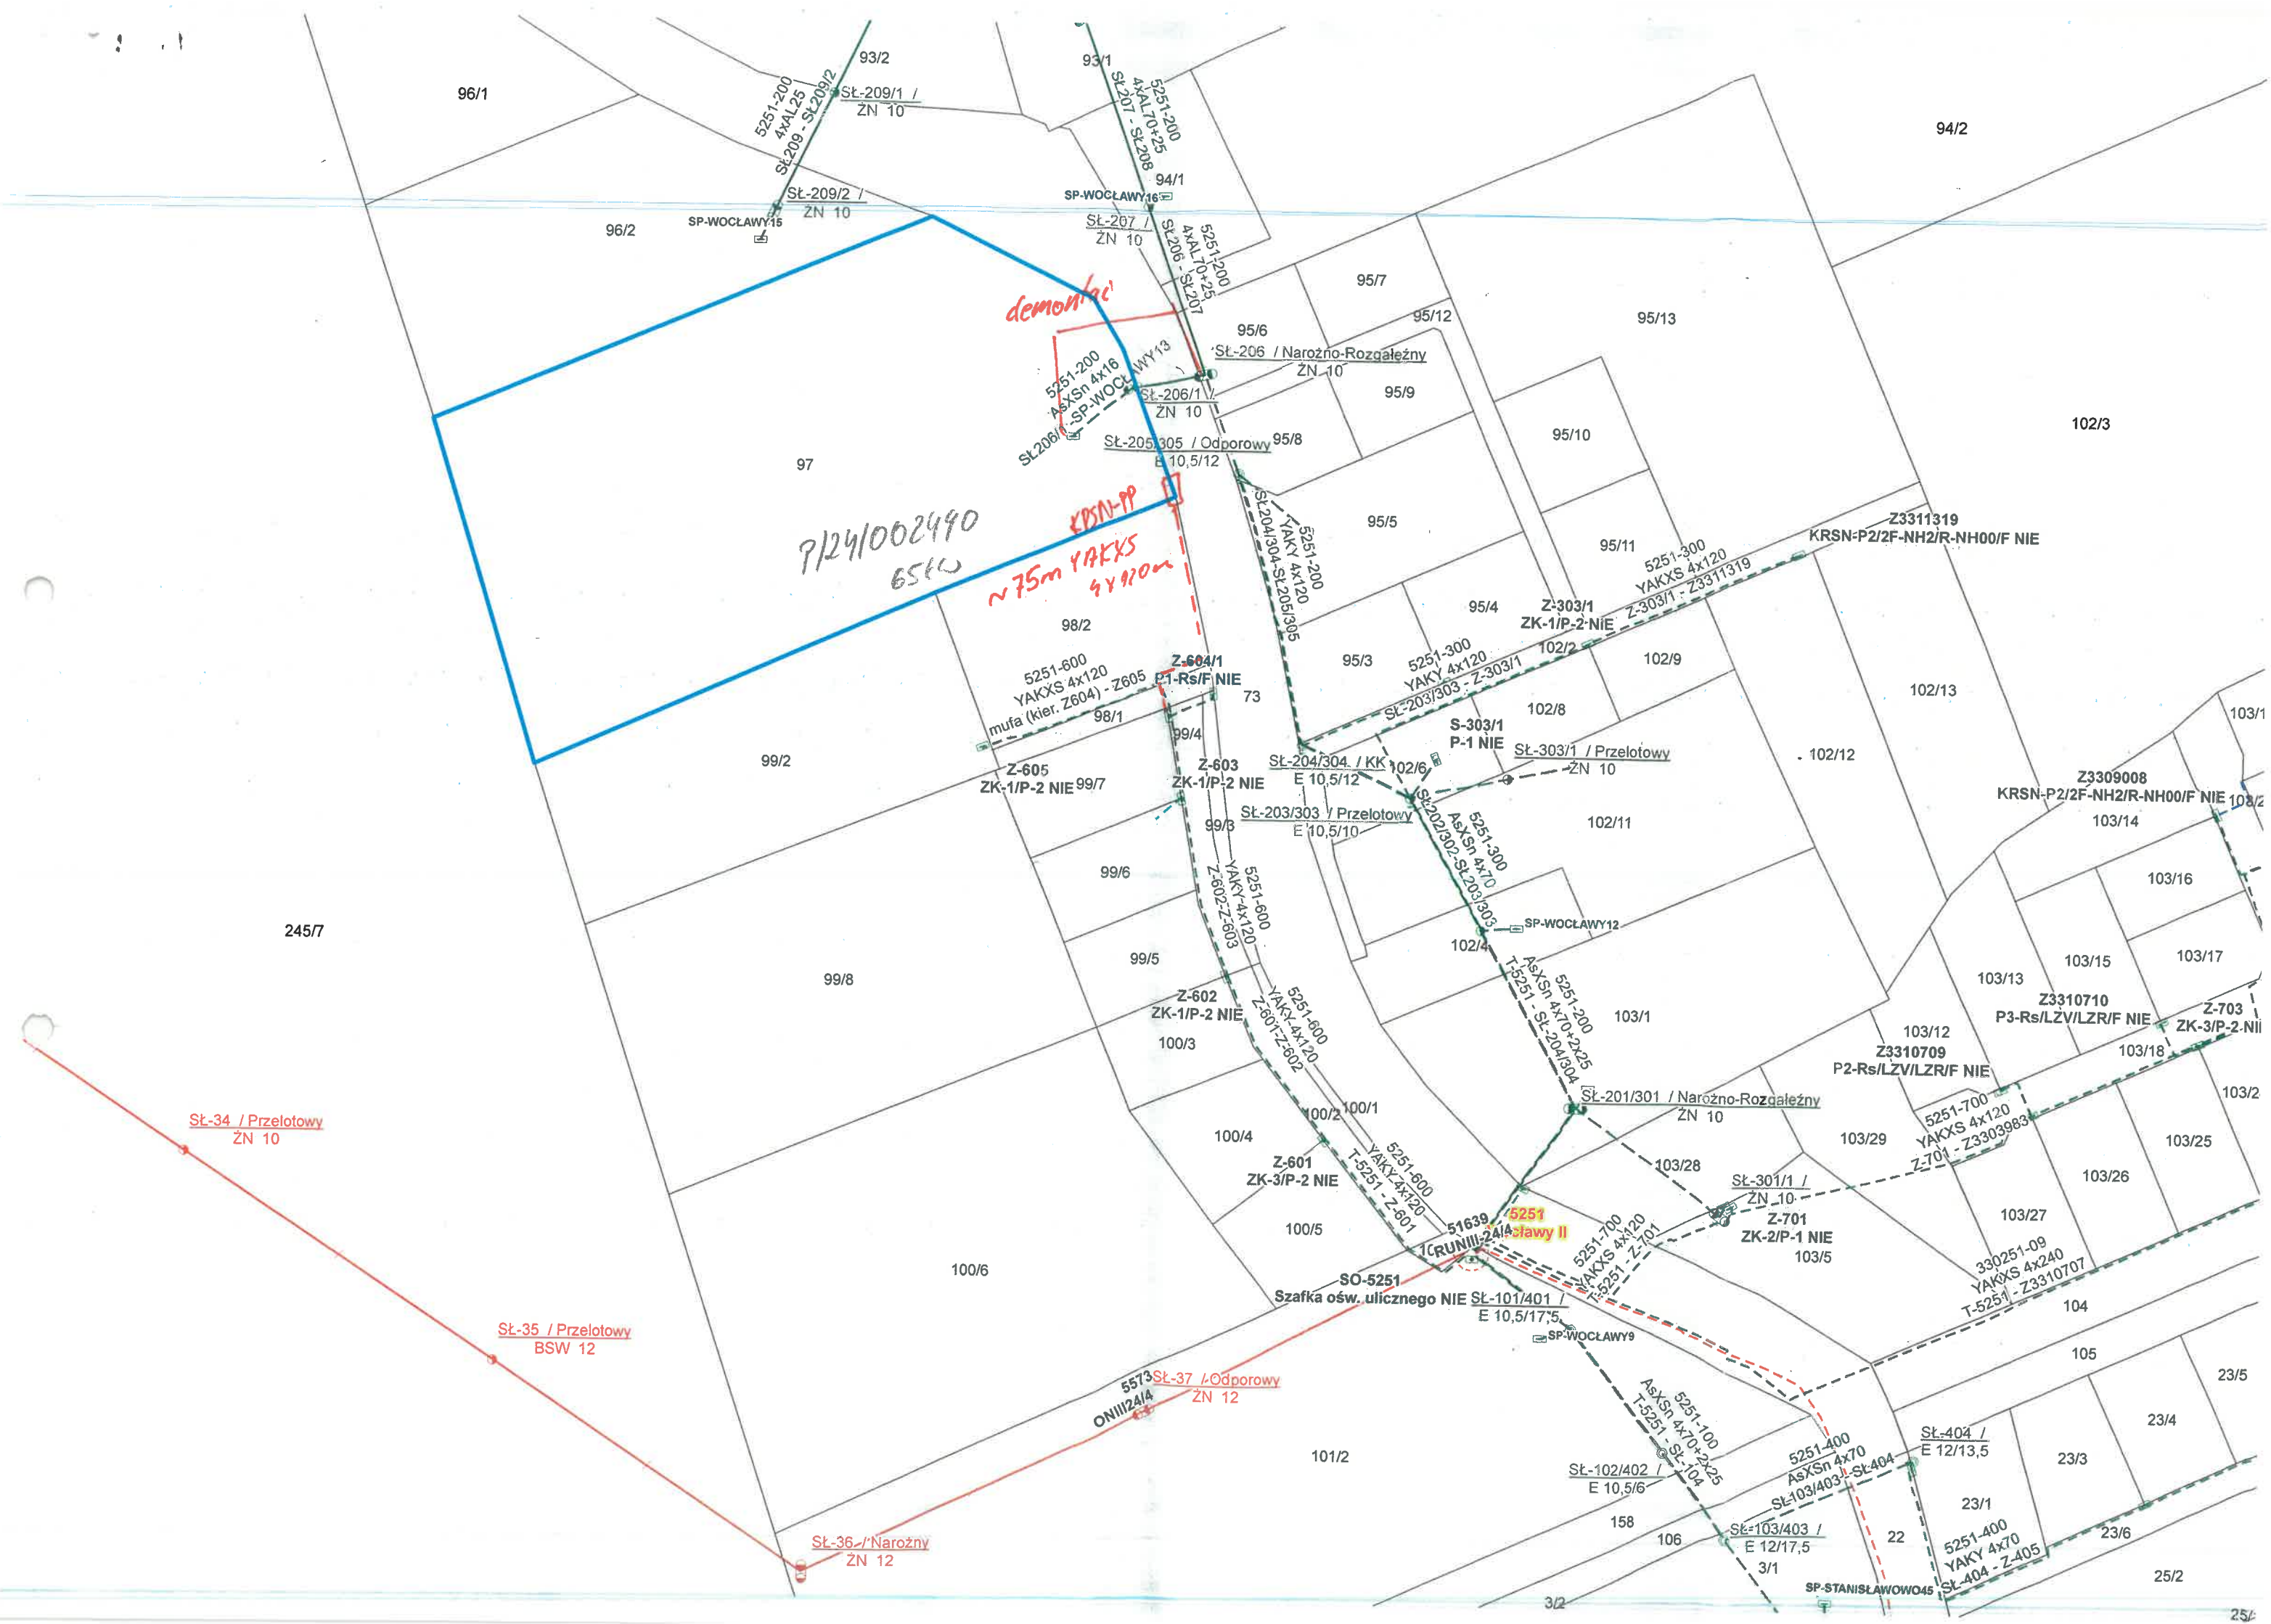 96/1
5251-200
4xAL25
SŁ209 - SŁ209/2
93/2
SŁ-209/1 /
ŻN 10
SŁ-209/2 /
ŻN 10
SP-WOCŁAWY15
96/2
93/1
5251-200
4xAL70+25
SŁ207 - SŁ208
94/1
SP-WOCŁAWY16
SŁ-207 /
ŻN 10
5251-200
4xAL70+25
SŁ206 - SŁ207
94/2
95/7
95/12
95/13
95/6
demontaż
SŁ-206 / Narożno-Rozgałęźny
ŻN 10
5251-200
AsXSn 4x16
SŁ206/1 - SP-WOCŁAWY13
SŁ-206/1 /
ŻN 10
95/9
SŁ-205/305 / Odporowy
E 10,5/12
95/8
95/10
102/3
97
P/24/002490
65kW
KRSN-PP
~75m YAKXS
4x120m
95/5
95/11
5251-200
YAKY 4x120
SŁ204/304-SŁ205/305
Z3311319
KRSN-P2/2F-NH2/R-NH00/F NIE
5251-300
YAKXS 4x120
Z-303/1 - Z3311319
95/4
Z-303/1
ZK-1/P-2 NIE
98/2
95/3
5251-300
YAKY 4x120
SŁ-203/303 - Z-303/1
102/2
102/9
5251-600
YAKXS 4x120
mufa (kier. Z604) - Z605
Z-604/1
P1-Rs/F NIE
73
98/1
99/4
102/8
102/13
103/1
S-303/1
P-1 NIE
SŁ-303/1 / Przelotowy
ŻN 10
102/12
99/2
Z-605
ZK-1/P-2 NIE
99/7
Z-603
ZK-1/P-2 NIE
SŁ-204/304. / KK
E 10,5/12
102/6
Z3309008
KRSN-P2/2F-NH2/R-NH00/F NIE
103/14
SŁ-203/303 / Przelotowy
E 10,5/10
99/3
102/11
5251-300
AsXSn 4x70
SŁ202/302-SŁ203/303
99/6
5251-600
YAKY 4x120
Z-602-Z-603
103/16
245/7
SP-WOCŁAWY12
102/4
99/5
99/8
103/15
103/17
103/13
Z-602
ZK-1/P-2 NIE
5251-600
YAKY 4x120
Z-601-Z-602
5251-200
AsXSn 4x70+2x25
T-5251 - SŁ-204/304
103/1
Z3310710
P3-Rs/LZV/LZR/F NIE
Z-703
ZK-3/P-2 NI
103/12
Z3310709
P2-Rs/LZV/LZR/F NIE
103/18
100/3
SŁ-201/301 / Narożno-Rozgałeźny
ŻN 10
103/2
SŁ-34 / Przelotowy
ŻN 10
100/2
100/1
100/4
5251-700
YAKXS 4x120
Z-701 - Z3303983
103/29
103/25
103/28
103/26
Z-601
ZK-3/P-2 NIE
5251-600
YAKY 4x120
T-5251 - Z-601
SŁ-301/1 /
ŻN 10
Z-701
ZK-2/P-1 NIE
103/5
103/27
100/5
51639
RUNIII-24/4
5251
cławy II
5251-700
YAKXS 4x120
T-5251 - Z-701
330251-09
YAKXS 4x240
T-5251 - Z3310707
100/6
SO-5251
Szafka ośw. ulicznego NIE
SŁ-101/401 /
E 10,5/17,5
SP-WOCŁAWY9
104
SŁ-35 / Przelotowy
BSW 12
105
23/5
5573
ONIII24/4
SŁ-37 / Odporowy
ŻN 12
5251-100
AsXSn 4x70+2x25
T-5251 - SŁ-104
23/4
101/2
SŁ-404 /
E 12/13,5
5251-400
AsXSn 4x70
SŁ103/403 - SŁ404
SŁ-102/402 /
E 10,5/6
23/3
23/1
158
106
SŁ-103/403 /
E 12/17,5
22
5251-400
YAKY 4x70
SŁ-404 - Z-405
23/6
SŁ-36 / Narożny
ŻN 12
3/1
25/2
SP-STANISŁAWOWO45
3/2